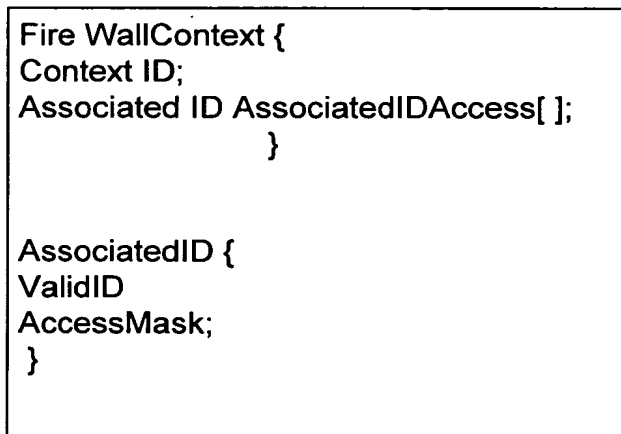 Fire WallContext {
Context ID;
Associated ID AssociatedIDAccess[ ];
}
AssociatedID {
ValidID
AccessMask;
}